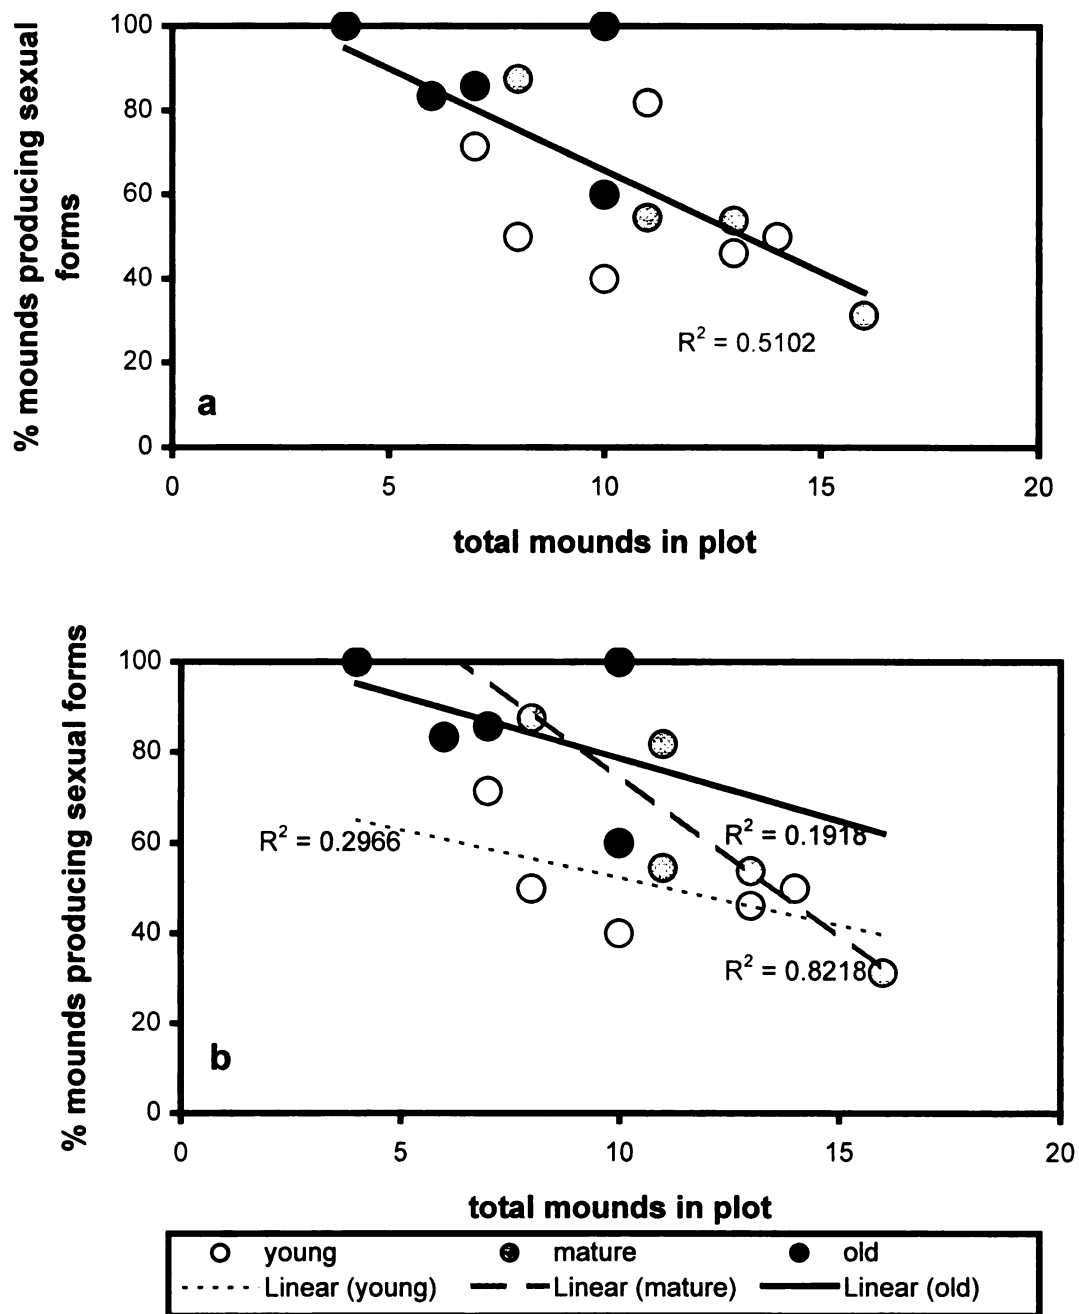 % mounds producing sexual
forms
100
80
60
40
20
0
R² = 0.5102
a
0 5 10 15 20
total mounds in plot
% mounds producing sexual forms
100
80
60
40
20
0
R² = 0.2966
R² = 0.1918
R² = 0.8218
b
0 5 10 15 20
total mounds in plot
young mature old
Linear (young) Linear (mature) Linear (old)